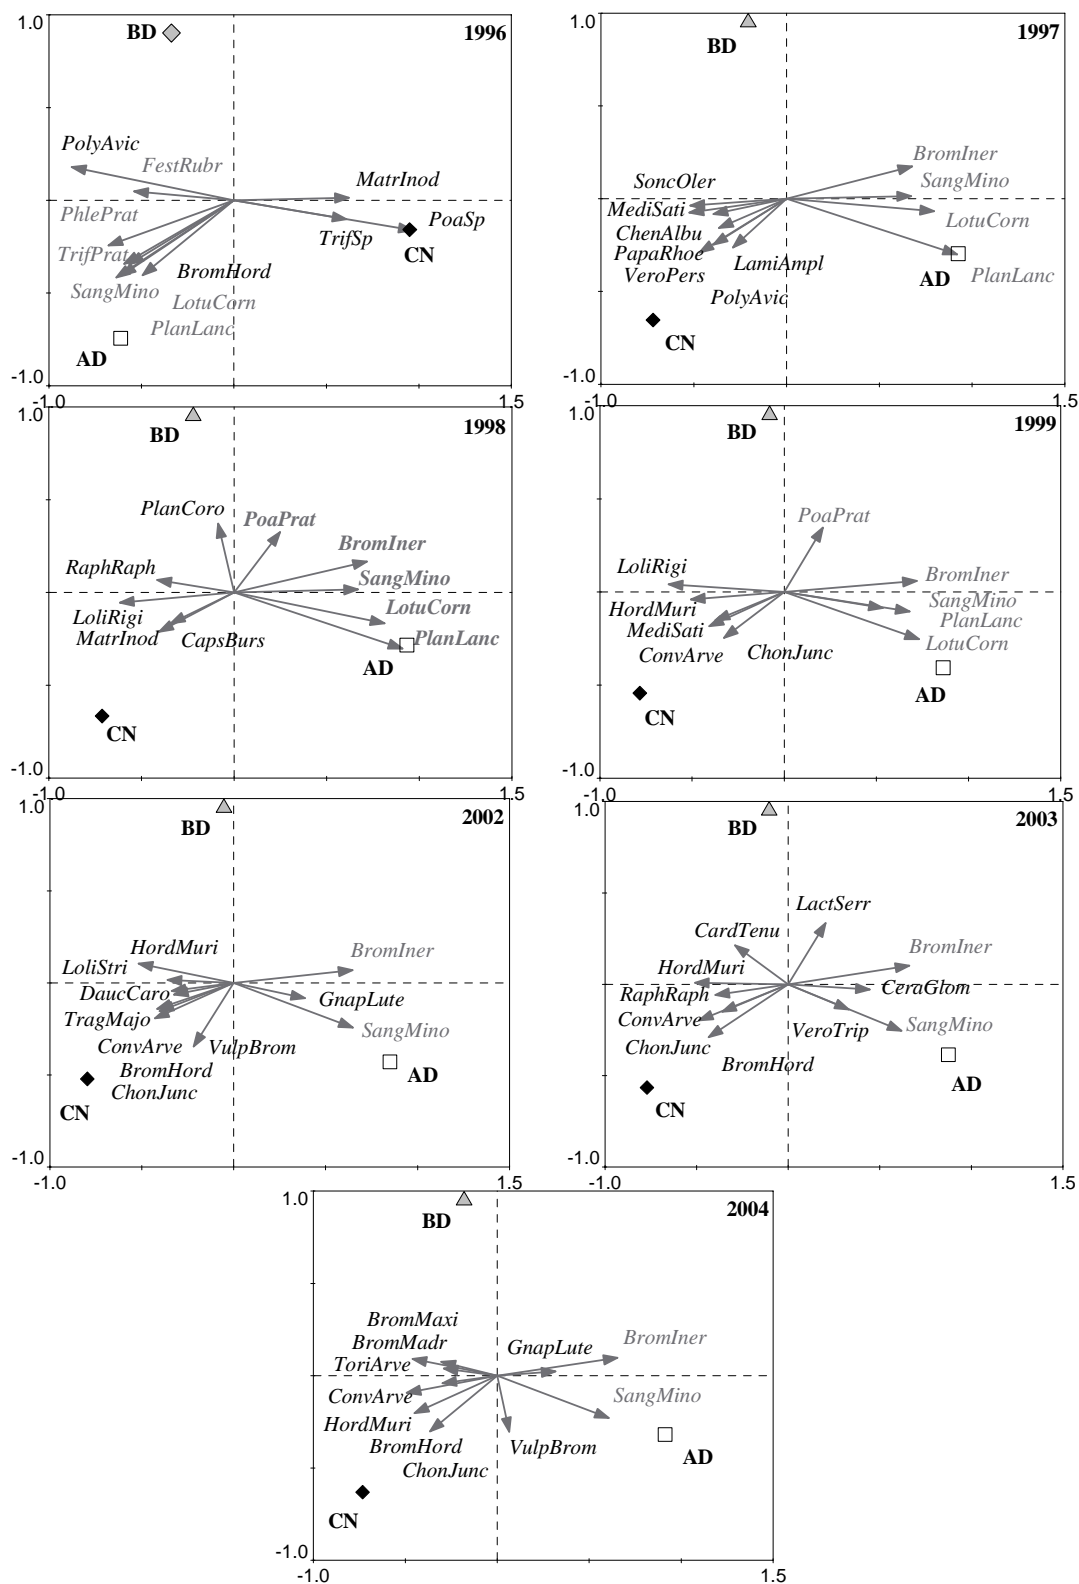 1.0
BD
1996
PolyAvic
FestRubr
MatrInod
PhlePrat
TrifSp
PoaSp
CN
TrifPrat
BromHord
SangMino
LotuCorn
PlanLanc
AD
-1.0
-1.0
1.5
1.0
BD
1997
BromIner
SoncOler
SangMino
MediSati
LotuCorn
ChenAlbu
PapaRhoe
LamiAmpl
VeroPers
AD
PlanLanc
PolyAvic
CN
-1.0
-1.0
1.5
1.0
BD
1998
PlanCoro
PoaPrat
BromIner
RaphRaph
SangMino
LoliRigi
LotuCorn
MatrInod
CapsBurs
PlanLanc
AD
CN
-1.0
-1.0
1.5
1.0
BD
1999
PoaPrat
LoliRigi
BromIner
HordMuri
SangMino
MediSati
PlanLanc
ConvArve
ChonJunc
LotuCorn
AD
CN
-1.0
-1.0
1.5
1.0
BD
2002
HordMuri
BromIner
LoliStri
DaucCaro
GnapLute
TragMajo
SangMino
ConvArve
VulpBrom
BromHord
AD
ChonJunc
CN
-1.0
-1.0
1.5
1.0
BD
2003
LactSerr
CardTenu
BromIner
HordMuri
CeraGlom
RaphRaph
ConvArve
VeroTrip
SangMino
ChonJunc
BromHord
AD
CN
-1.0
-1.0
1.5
1.0
BD
2004
BromMaxi
BromMadr
GnapLute
BromIner
ToriArve
ConvArve
SangMino
HordMuri
BromHord
VulpBrom
AD
ChonJunc
CN
-1.0
-1.0
1.5